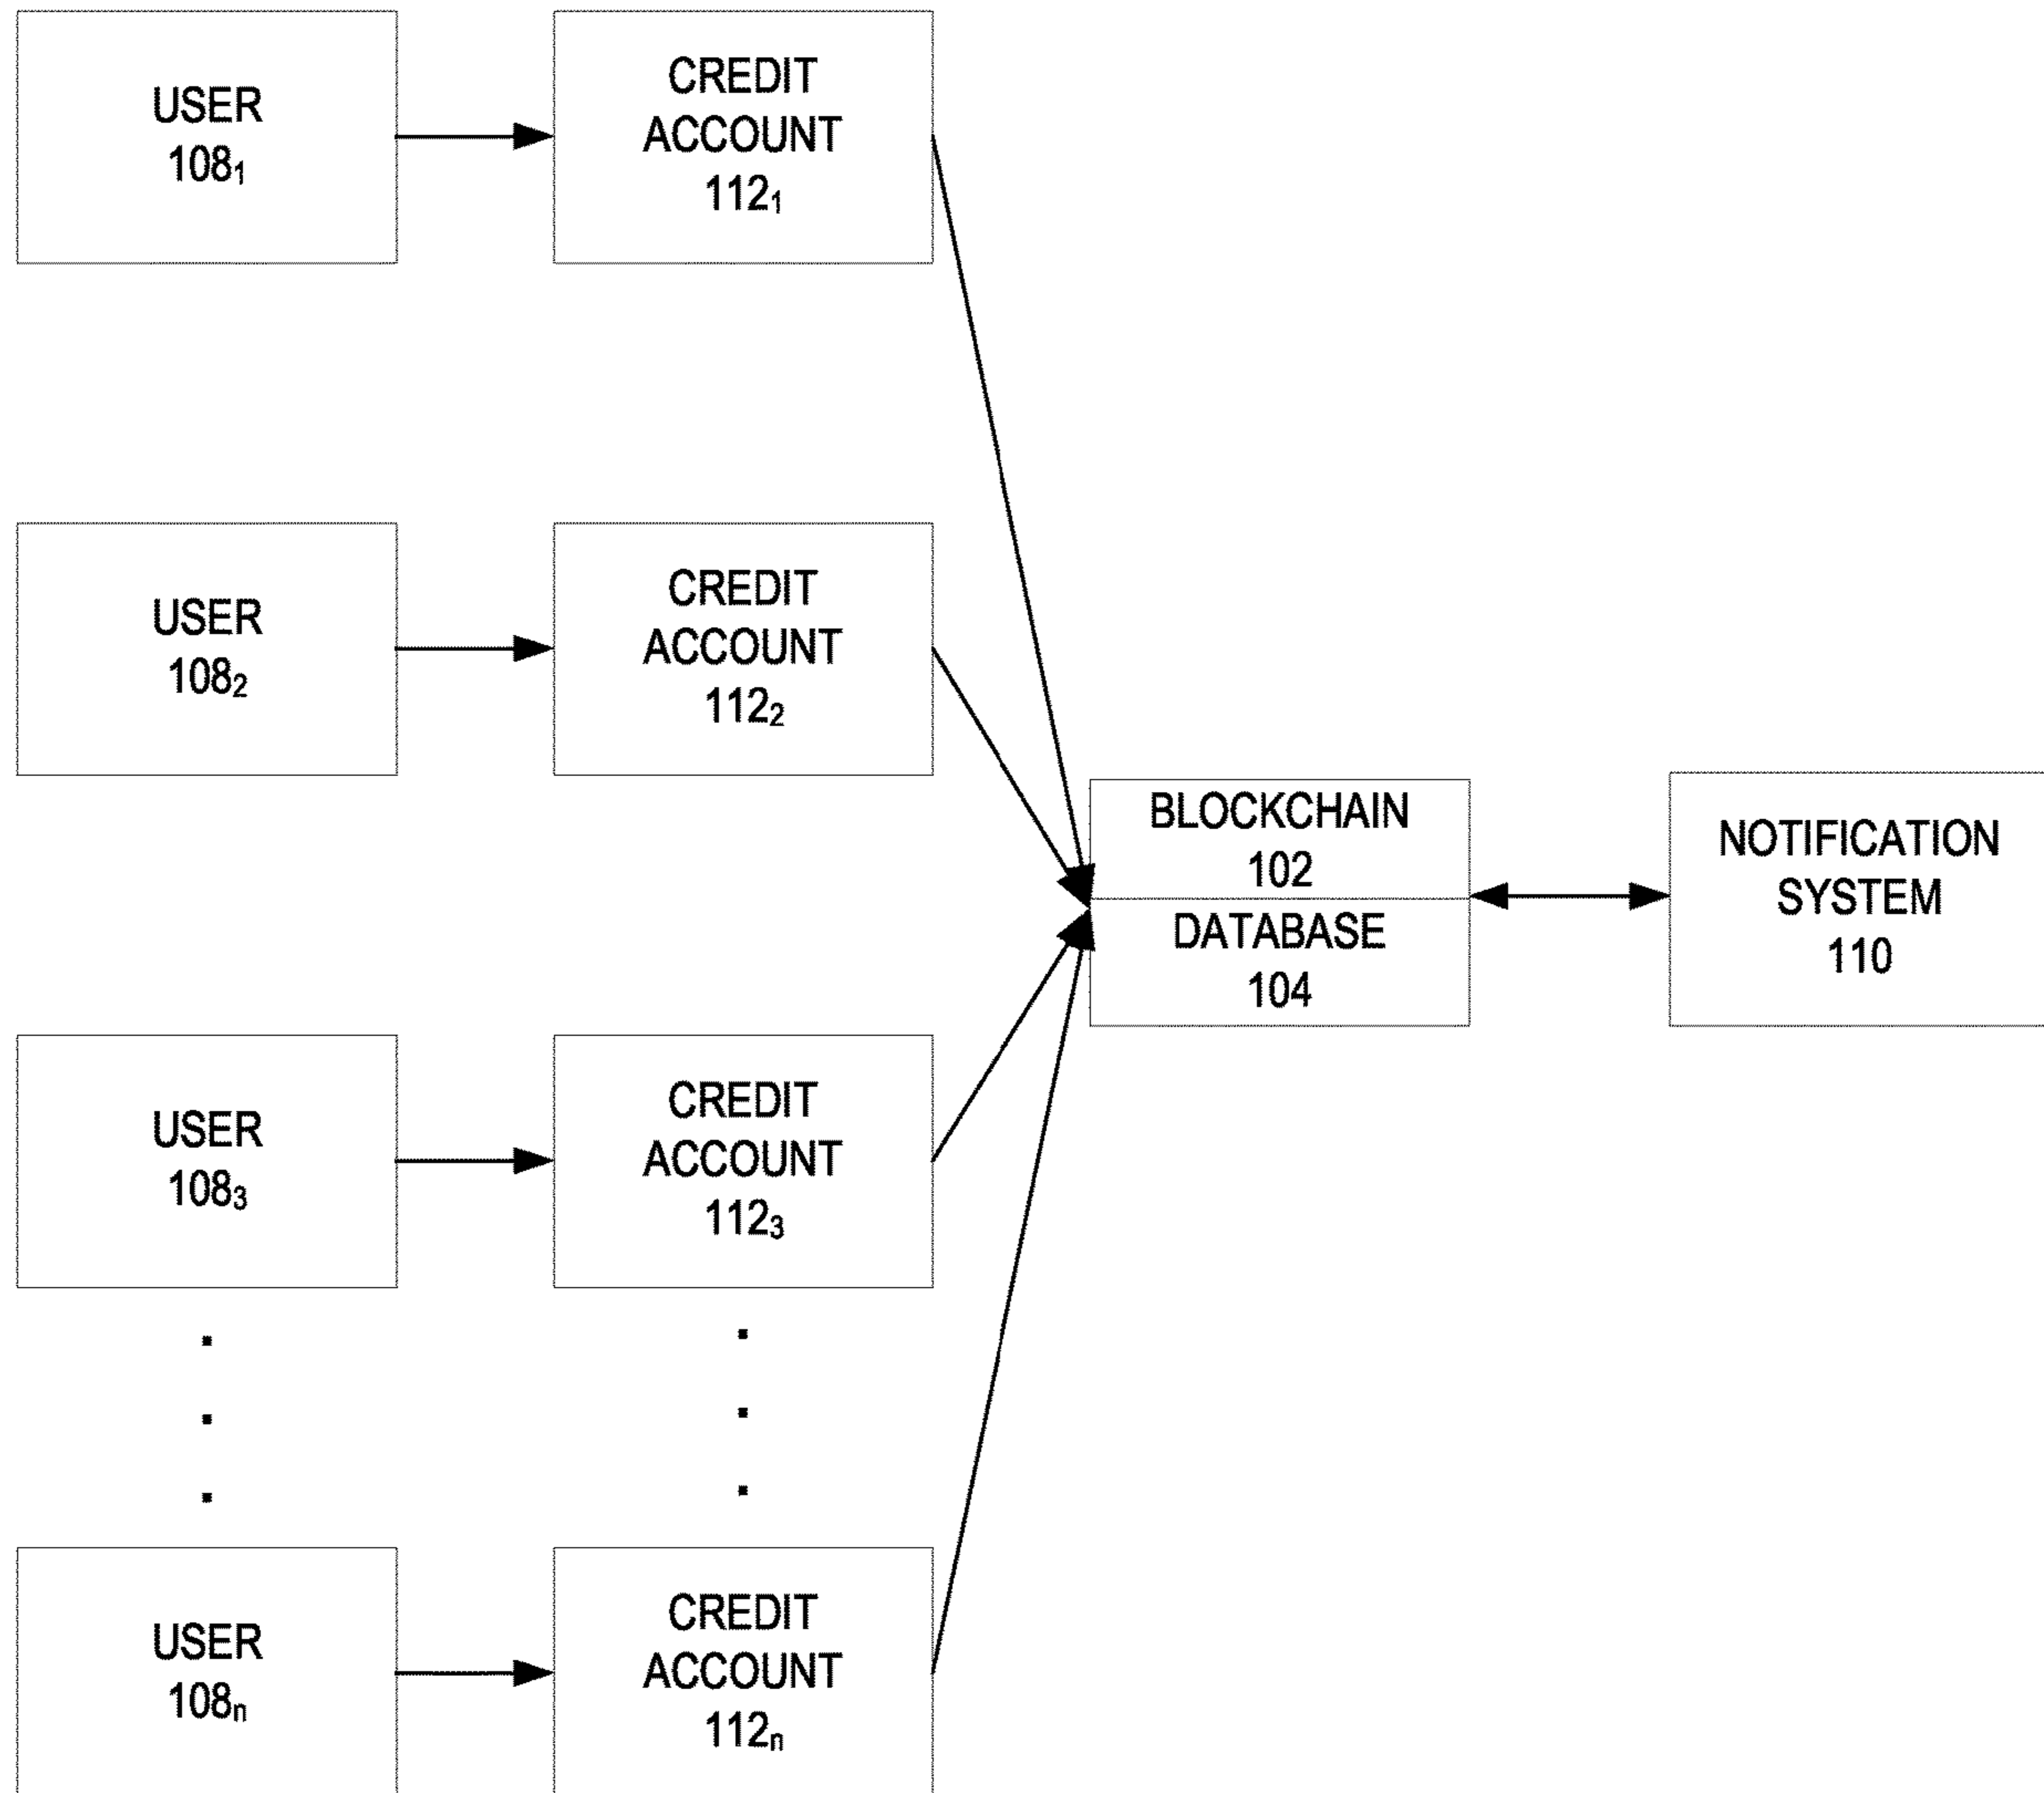 USER
108₁
CREDIT
ACCOUNT
112₁
USER
108₂
CREDIT
ACCOUNT
112₂
BLOCKCHAIN
102
DATABASE
104
NOTIFICATION
SYSTEM
110
USER
108₃
CREDIT
ACCOUNT
112₃
USER
108ₙ
CREDIT
ACCOUNT
112ₙ